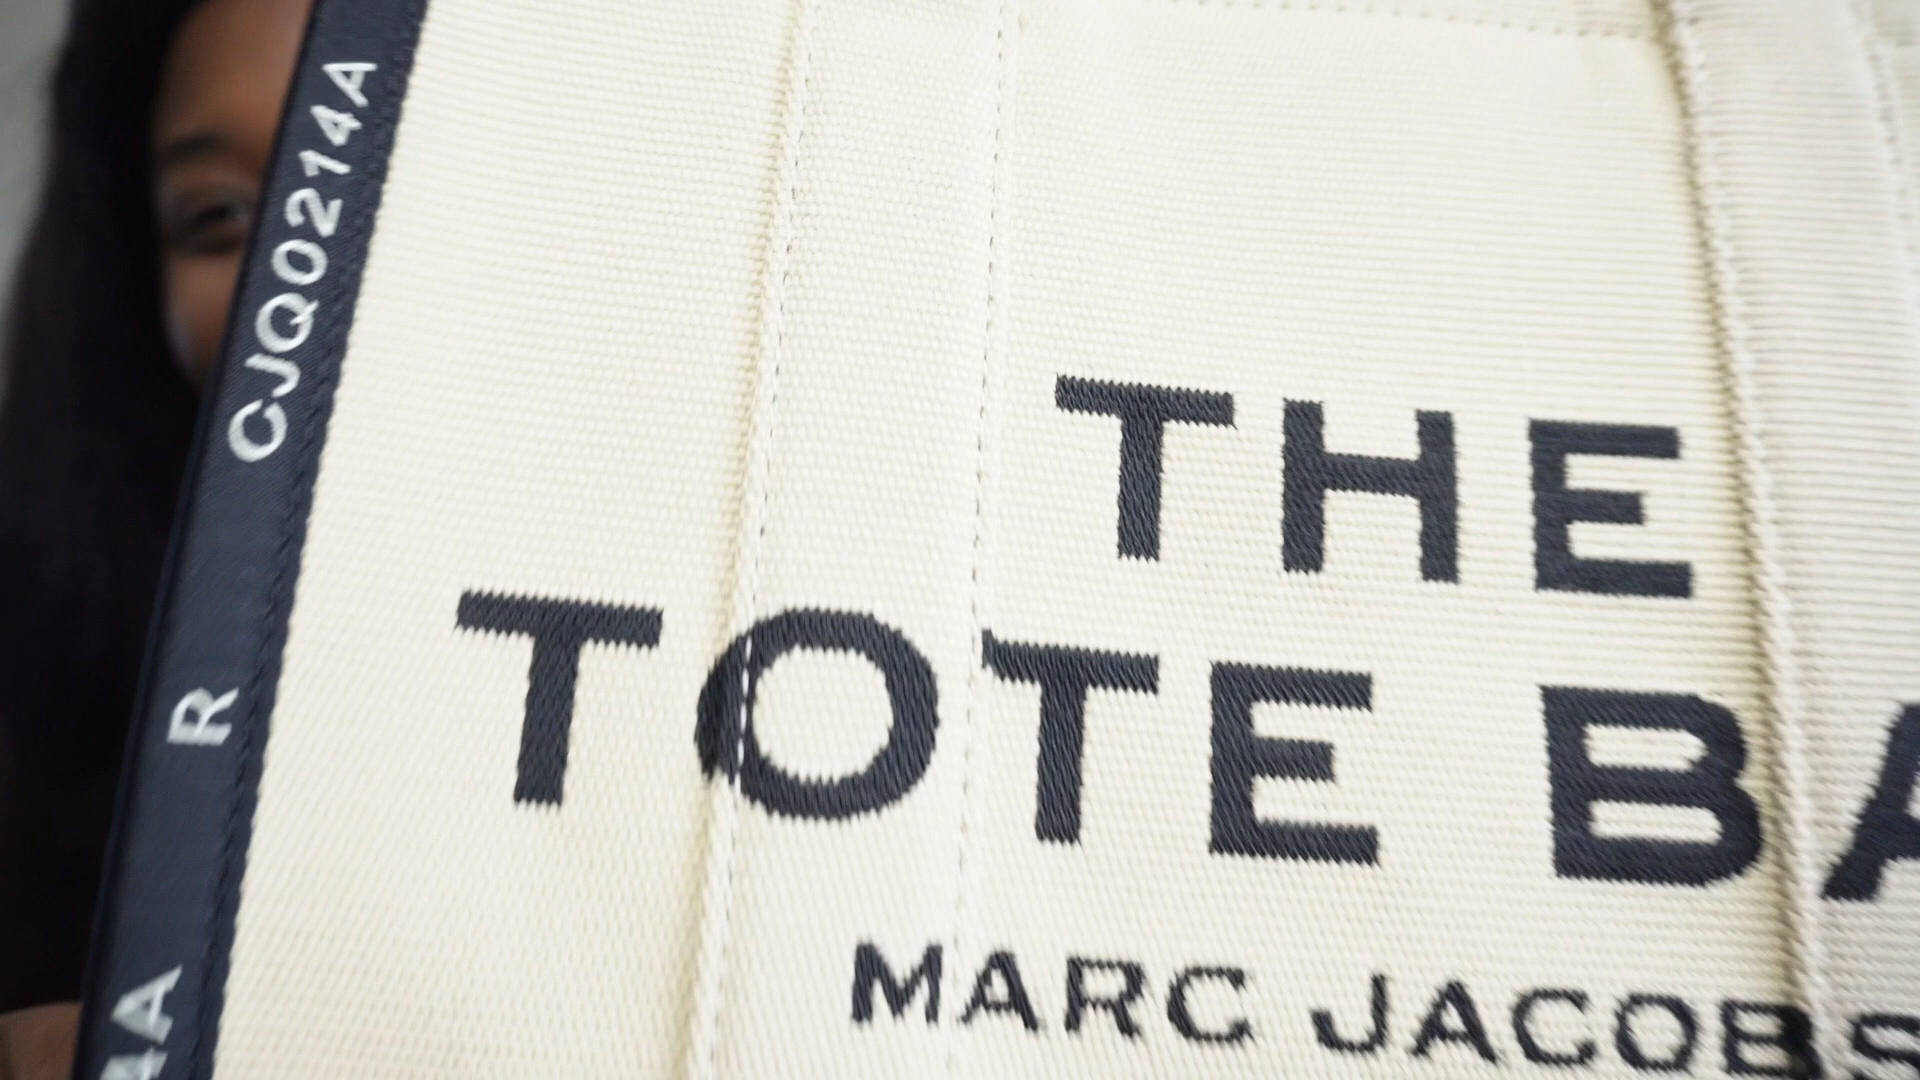 CJQ0214A
R
4A
THE
TOTE BA
MARC JACOBS